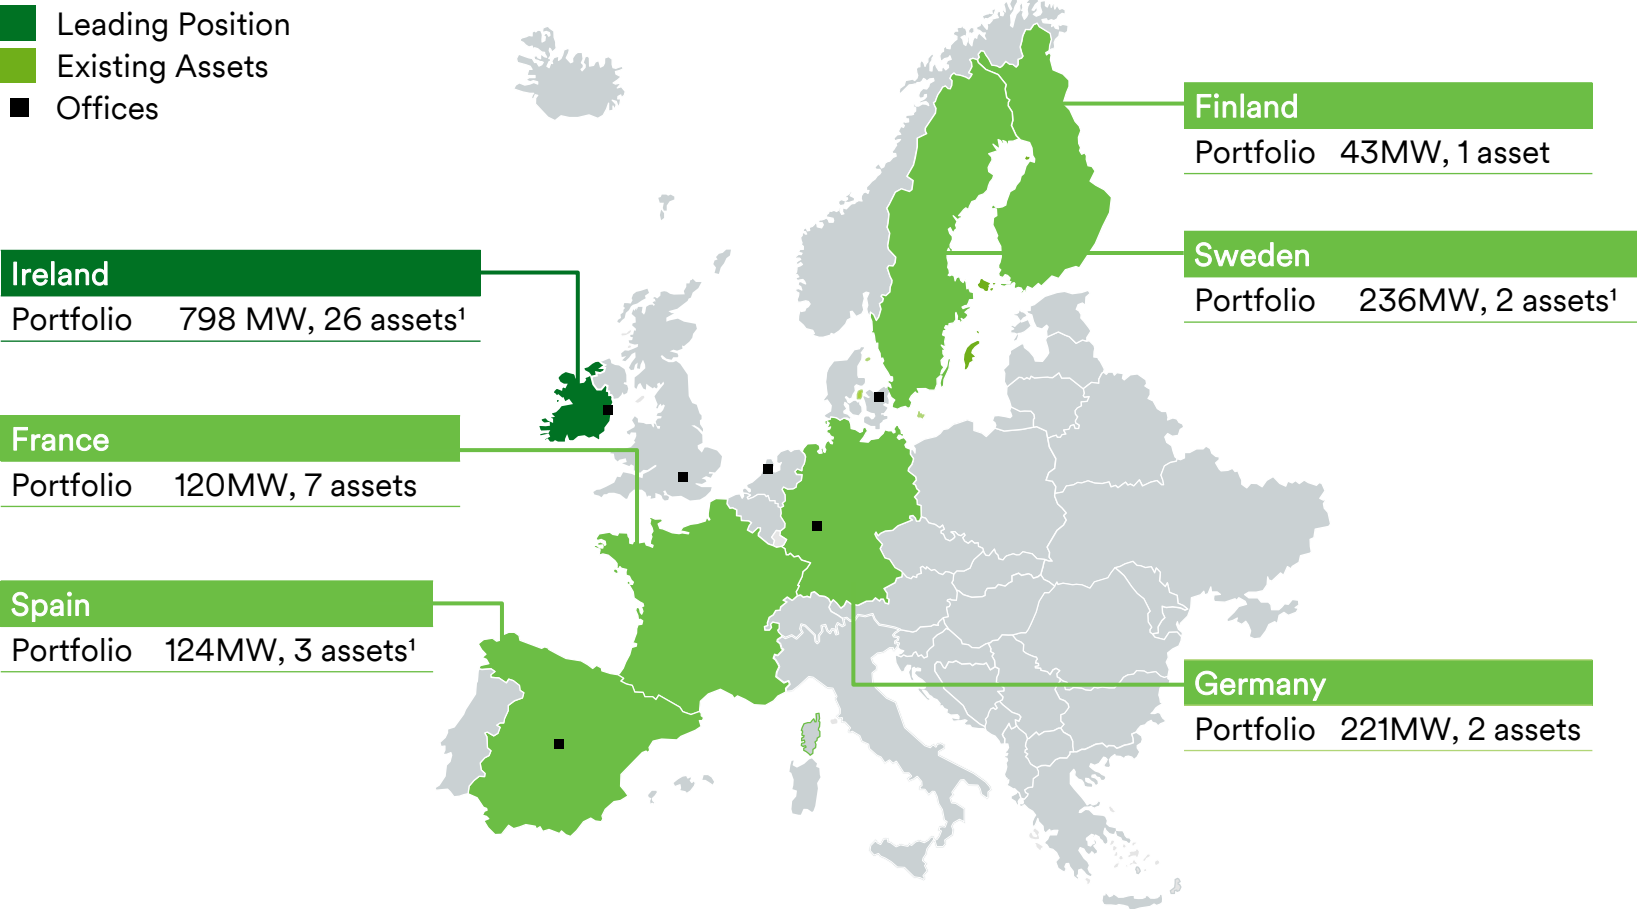 Leading Position
Existing Assets
Offices
Finland
Portfolio 43MW, 1 asset
Sweden
Portfolio 236MW, 2 assets¹
Ireland
Portfolio 798 MW, 26 assets¹
France
Portfolio 120MW, 7 assets
Spain
Portfolio 124MW, 3 assets¹
Germany
Portfolio 221MW, 2 assets